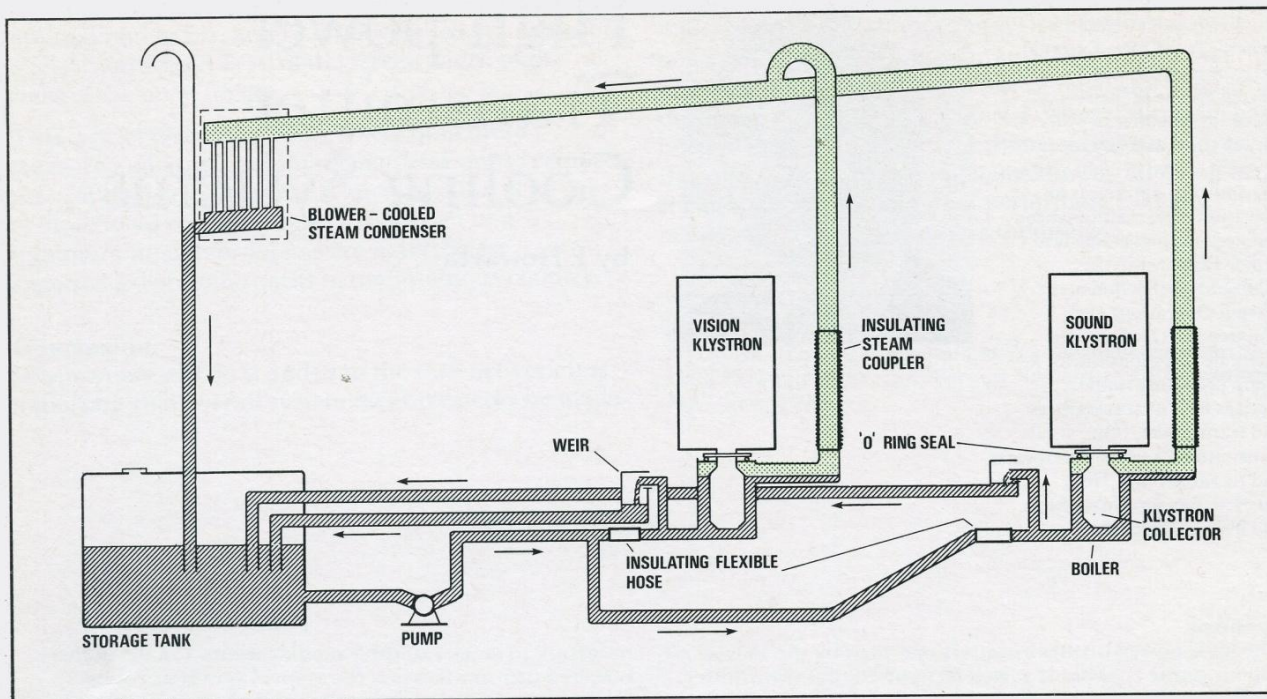 BLOWER – COOLED
STEAM CONDENSER
VISION
KLYSTRON
INSULATING
STEAM
COUPLER
SOUND
KLYSTRON
WEIR
'O' RING SEAL
KLYSTRON
COLLECTOR
INSULATING FLEXIBLE
HOSE
BOILER
STORAGE TANK
PUMP